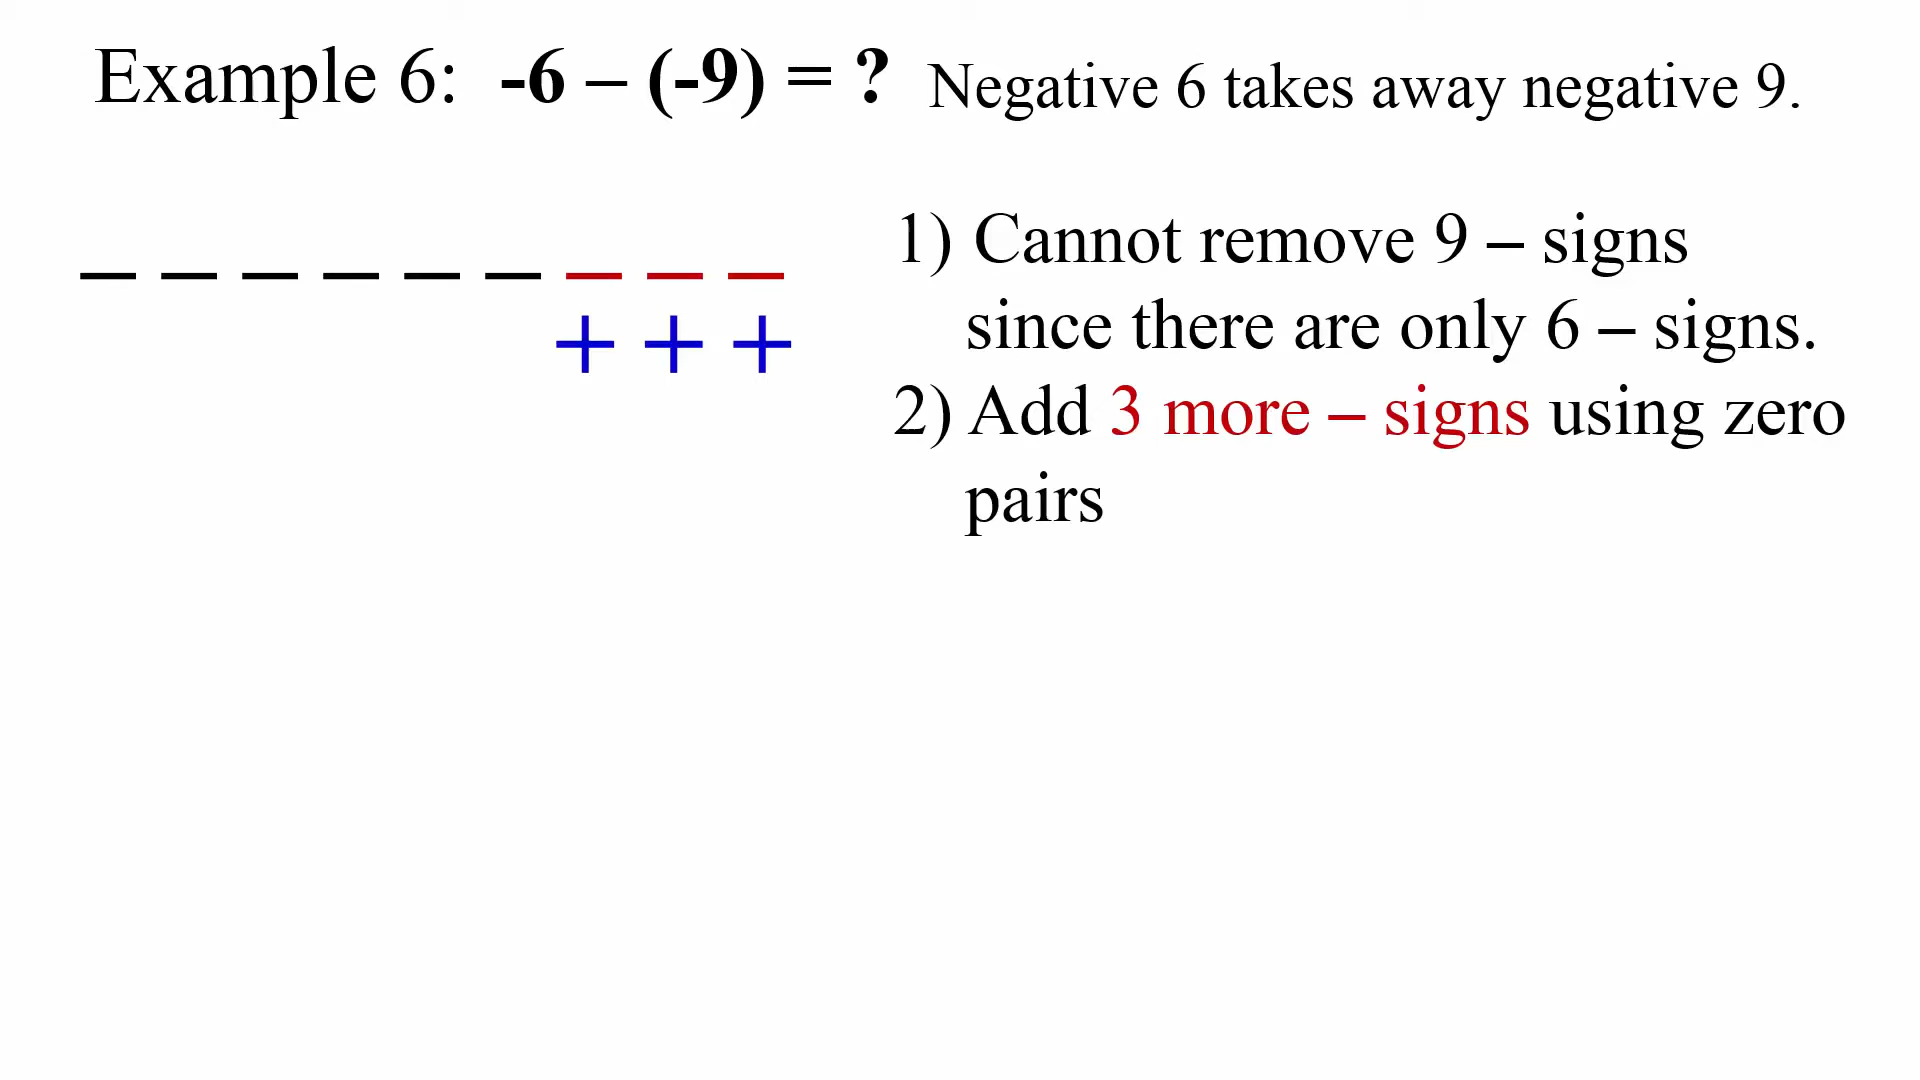 Example 6: -6 – (-9) = ? Negative 6 takes away negative 9.
– – – – – – – – –
+ + +
1) Cannot remove 9 – signs
since there are only 6 – signs.
2) Add 3 more – signs using zero
pairs